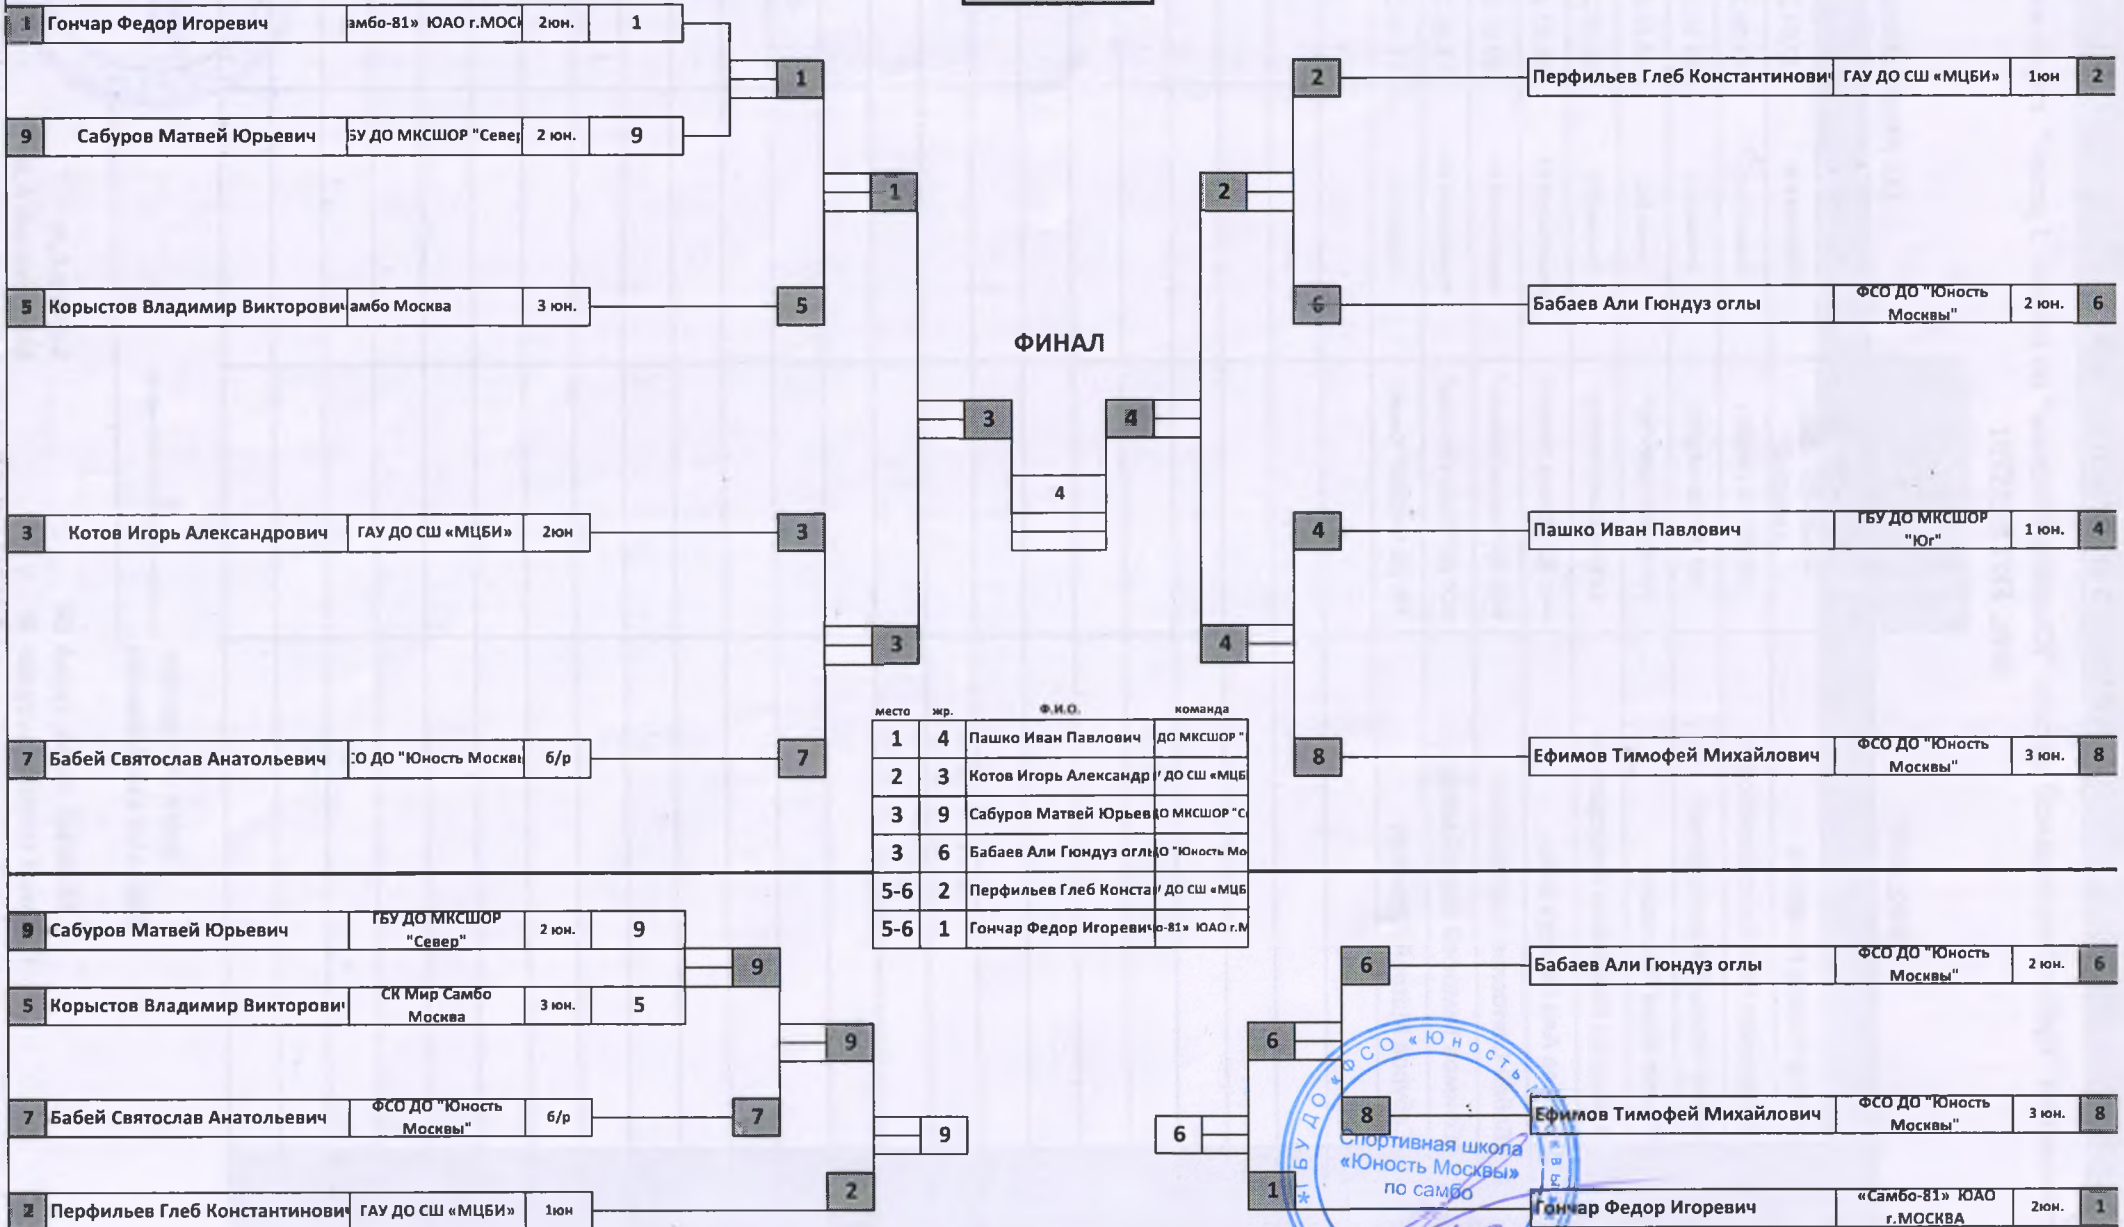 1 Гончар Федор Игоревич амбо-81» ЮАО г.МОС 2юн. 1
1
9 Сабуров Матвей Юрьевич БУ ДО МКСШОР "Север 2 юн. 9
1
5 Корыстов Владимир Викторович амбо Москва 3 юн.
5
3
3 Котов Игорь Александрович ГАУ ДО СШ «МЦБИ» 2юн
3
3
7 Бабей Святослав Анатольевич СО ДО "Юность Москвы 6/р
7
ФИНАЛ
4
2 Перфильев Глеб Константинович ГАУ ДО СШ «МЦБИ» 1юн 2
2
6 Бабаев Али Гюндуз оглы ФСО ДО "Юность
Москвы" 2 юн. 6
4
4 Пашко Иван Павлович ГБУ ДО МКСШОР
"Юг" 1 юн. 4
4
8 Ефимов Тимофей Михайлович ФСО ДО "Юность
Москвы" 3 юн. 8
место жр. Ф.И.О. команда
1 4 Пашко Иван Павлович ДО МКСШОР "
2 3 Котов Игорь Александр ДО СШ «МЦБ
3 9 Сабуров Матвей Юрьев ДО МКСШОР "С
3 6 Бабаев Али Гюндуз оглы О "Юность Мо
5-6 2 Перфильев Глеб Конста ДО СШ «МЦБ
5-6 1 Гончар Федор Игоревич о-81» ЮАО г.М
9 Сабуров Матвей Юрьевич ГБУ ДО МКСШОР
"Север" 2 юн. 9
9
5 Корыстов Владимир Викторович СК Мир Самбо
Москва 3 юн. 5
9
7 Бабей Святослав Анатольевич ФСО ДО "Юность
Москвы" 6/р
7
9
2 Перфильев Глеб Константинович ГАУ ДО СШ «МЦБИ» 1юн
2
6 Бабаев Али Гюндуз оглы ФСО ДО "Юность
Москвы" 2 юн. 6
6
8 Ефимов Тимофей Михайлович ФСО ДО "Юность
Москвы" 3 юн. 8
6
1 Гончар Федор Игоревич «Самбо-81» ЮАО
г.МОСКВА 2юн. 1
ГБУ ДО «ФСО «Юность Москвы»
Спортивная школа
«Юность Москвы»
по самбо